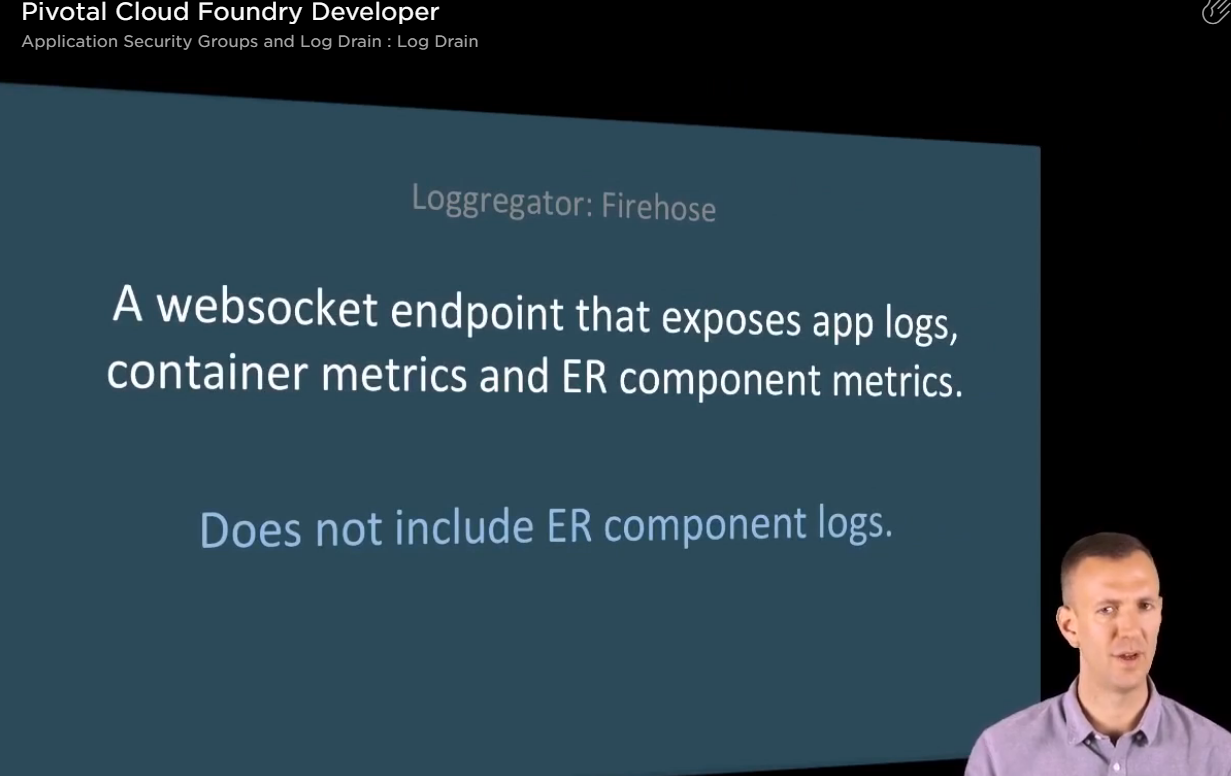 Pivotal Cloud Foundry Developer
Application Security Groups and Log Drain : Log Drain
Loggregator: Firehose
A websocket endpoint that exposes app logs,
container metrics and ER component metrics.
Does not include ER component logs.